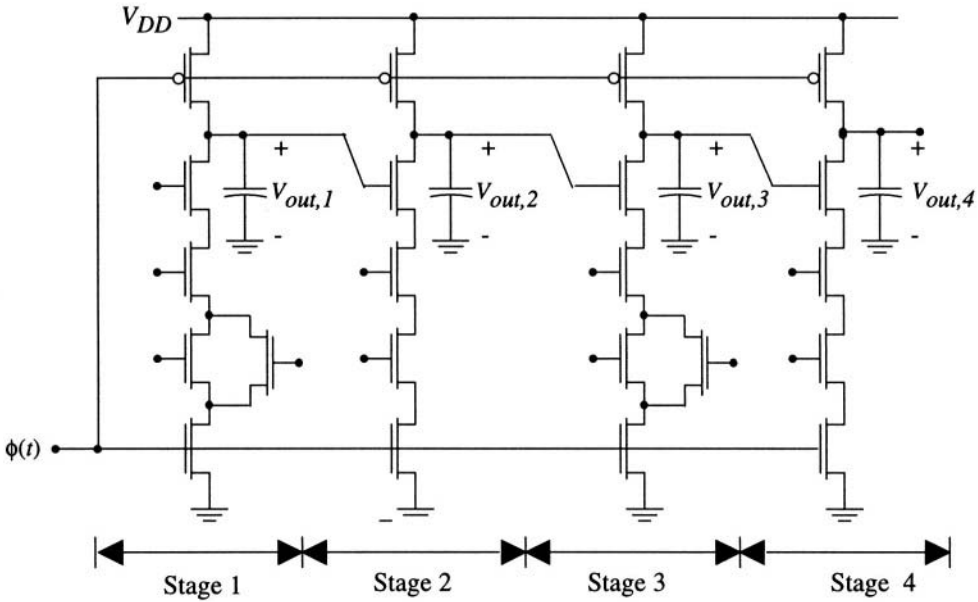 V_DD
+ + + +
V_out,1 V_out,2 V_out,3 V_out,4
- - - -
ϕ(t)
-
Stage 1 Stage 2 Stage 3 Stage 4